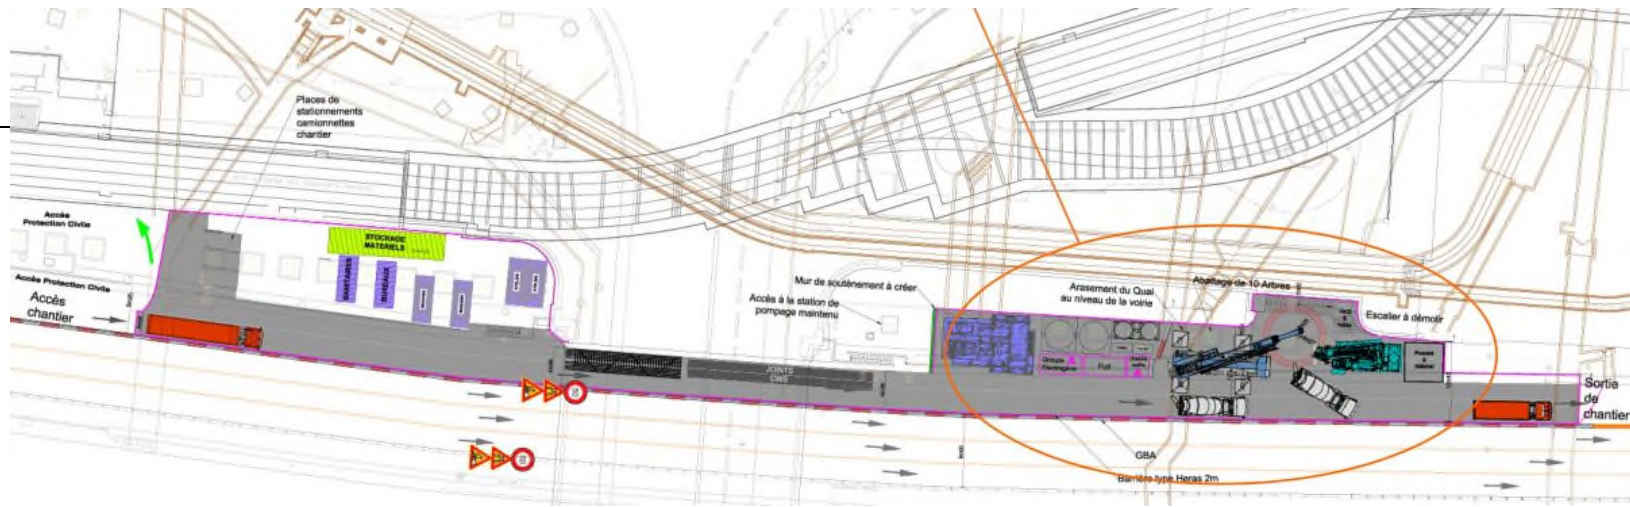 Places de
stationnements
camionnettes
chantier
Accès
Protection Civile
Accès Protection Civile
Accès
chantier
STOCKAGE
MATERIELS
SANITAIRES
BUREAUX
JOINTS
CWS
Mur de soutènement à créer
Accès à la station de
pompage maintenu
Arasement du Quai
au niveau de la voirie
Abattage de 10 Arbres
Escalier à démolir
Groupe
Electrogène
Fuel
Sortie
de
chantier
GBA
Barrière type Heras 2m